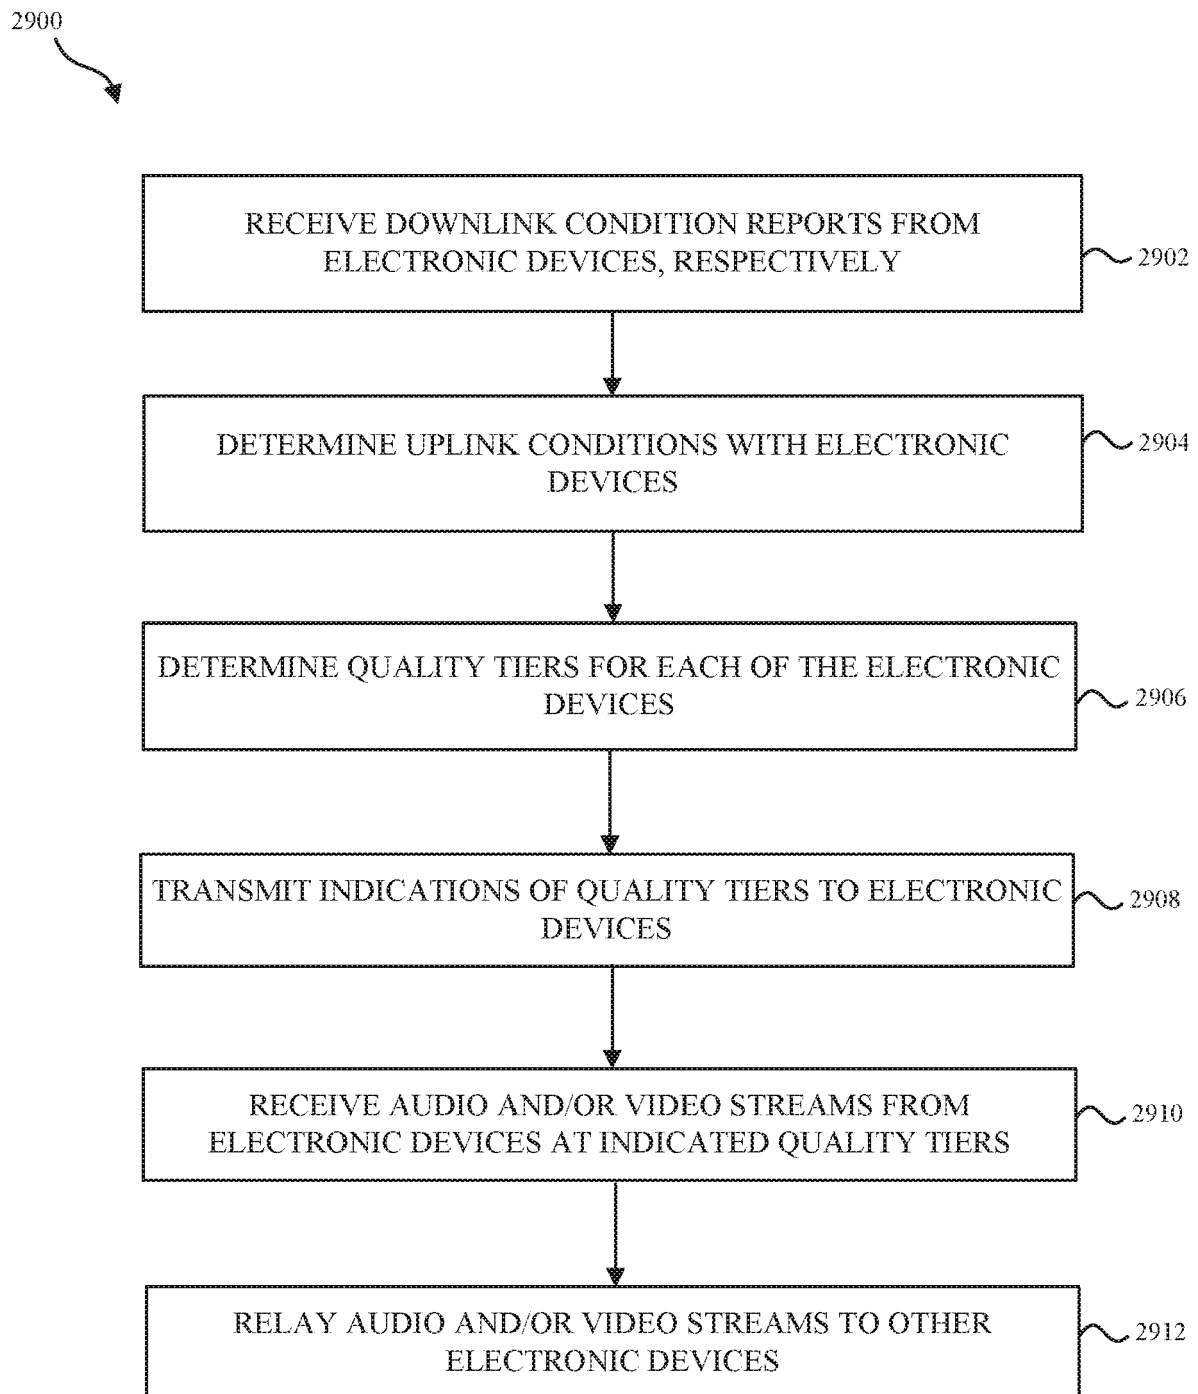 2900
RECEIVE DOWNLINK CONDITION REPORTS FROM
ELECTRONIC DEVICES, RESPECTIVELY
2902
DETERMINE UPLINK CONDITIONS WITH ELECTRONIC
DEVICES
2904
DETERMINE QUALITY TIERS FOR EACH OF THE ELECTRONIC
DEVICES
2906
TRANSMIT INDICATIONS OF QUALITY TIERS TO ELECTRONIC
DEVICES
2908
RECEIVE AUDIO AND/OR VIDEO STREAMS FROM
ELECTRONIC DEVICES AT INDICATED QUALITY TIERS
2910
RELAY AUDIO AND/OR VIDEO STREAMS TO OTHER
ELECTRONIC DEVICES
2912